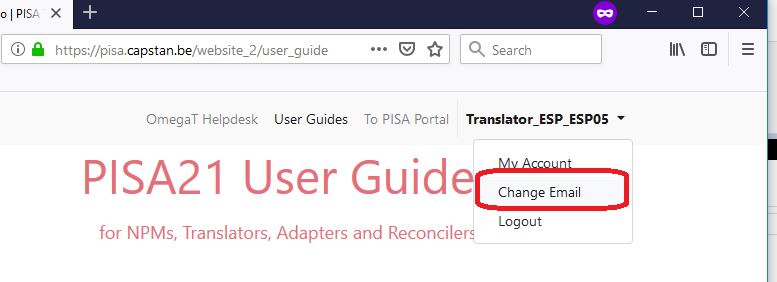 o | PISA
https://pisa.capstan.be/website_2/user_guide
Search
OmegaT Helpdesk User Guides To PISA Portal Translator_ESP_ESP05
My Account
PISA21 User Guide
Change Email
Logout
for NPMs, Translators, Adapters and Reconcilers